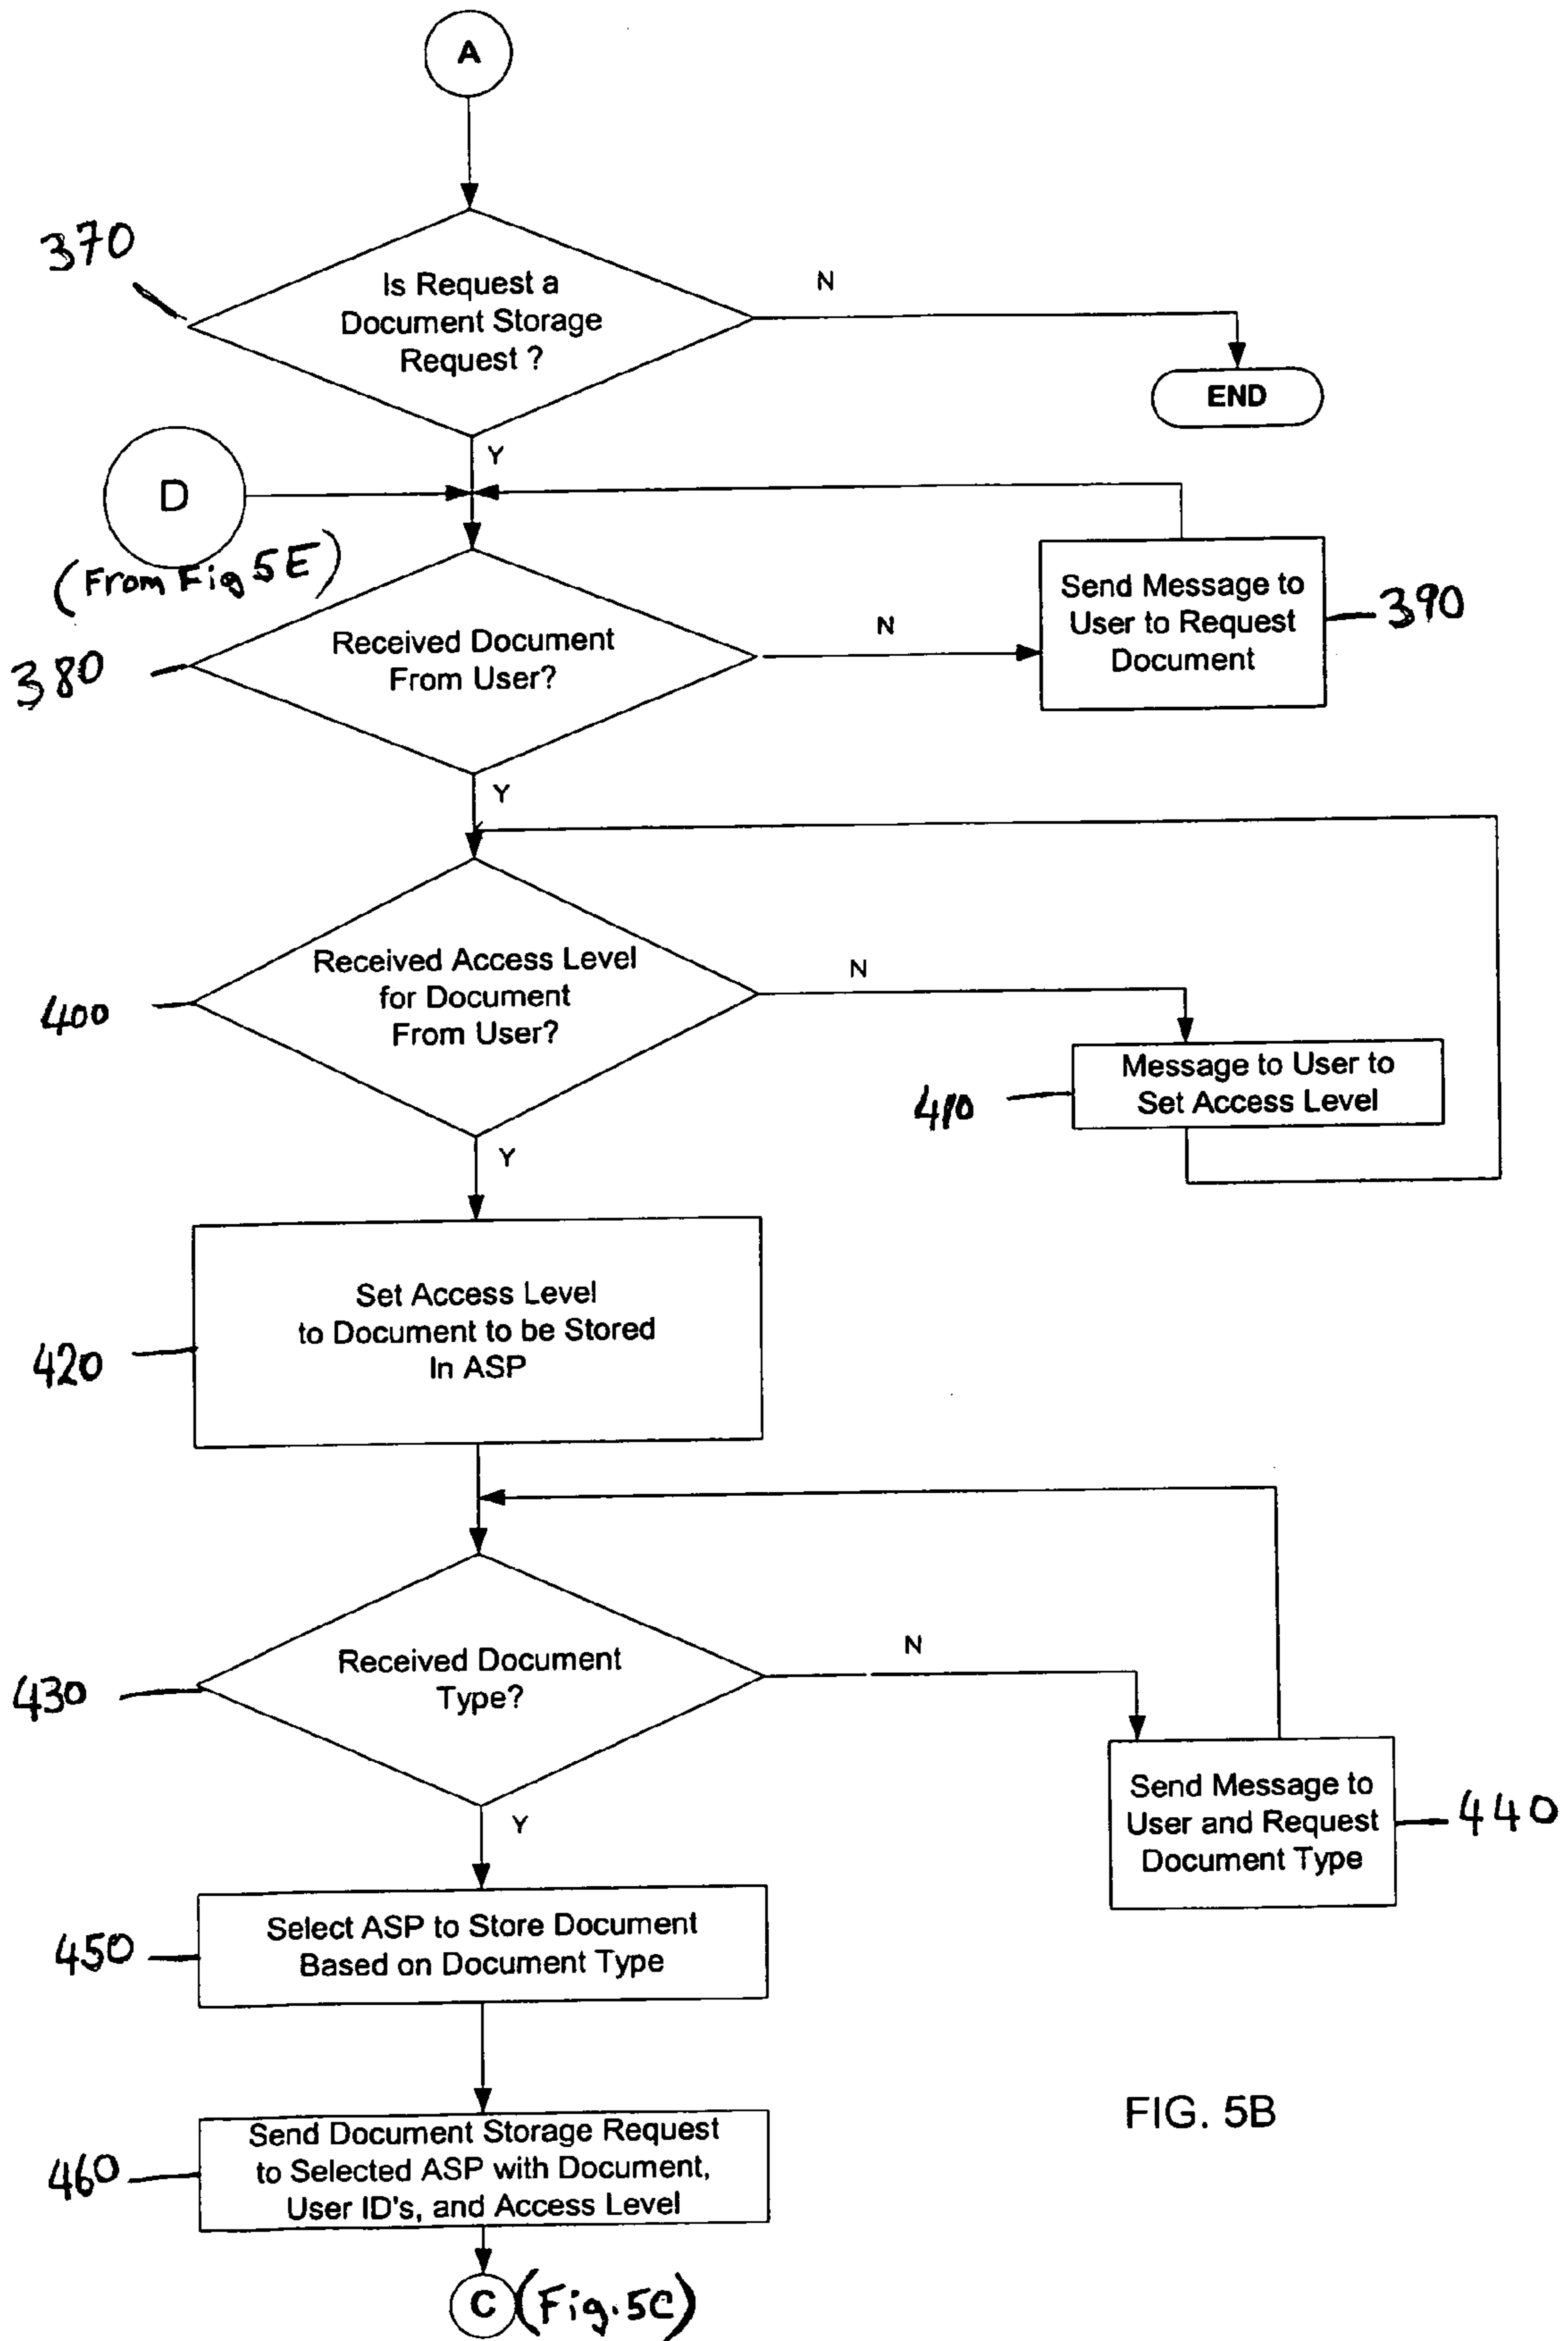 A
370
Is Request a
Document Storage
Request ?
N
END
Y
D
(From Fig 5E)
380
Received Document
From User?
N
Send Message to
User to Request
Document
390
Y
400
Received Access Level
for Document
From User?
N
Message to User to
Set Access Level
410
Y
420
Set Access Level
to Document to be Stored
In ASP
430
Received Document
Type?
N
Send Message to
User and Request
Document Type
440
Y
450
Select ASP to Store Document
Based on Document Type
460
Send Document Storage Request
to Selected ASP with Document,
User ID's, and Access Level
FIG. 5B
C (Fig. 5C)